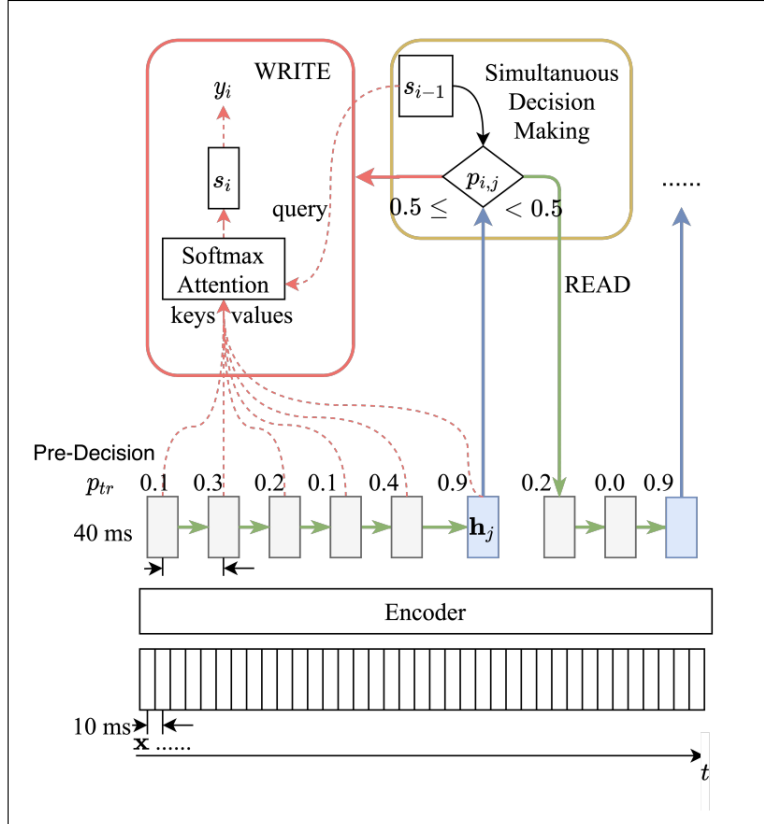 WRITE
y_i
s_i
query
Softmax
Attention
keys values
s_{i-1}
Simultanuous
Decision
Making
p_{i,j}
0.5 ≤
< 0.5
READ
......
Pre-Decision
p_{tr}
0.1 0.3 0.2 0.1 0.4 0.9 0.2 0.0 0.9
40 ms
h_j
Encoder
10 ms
x ......
t